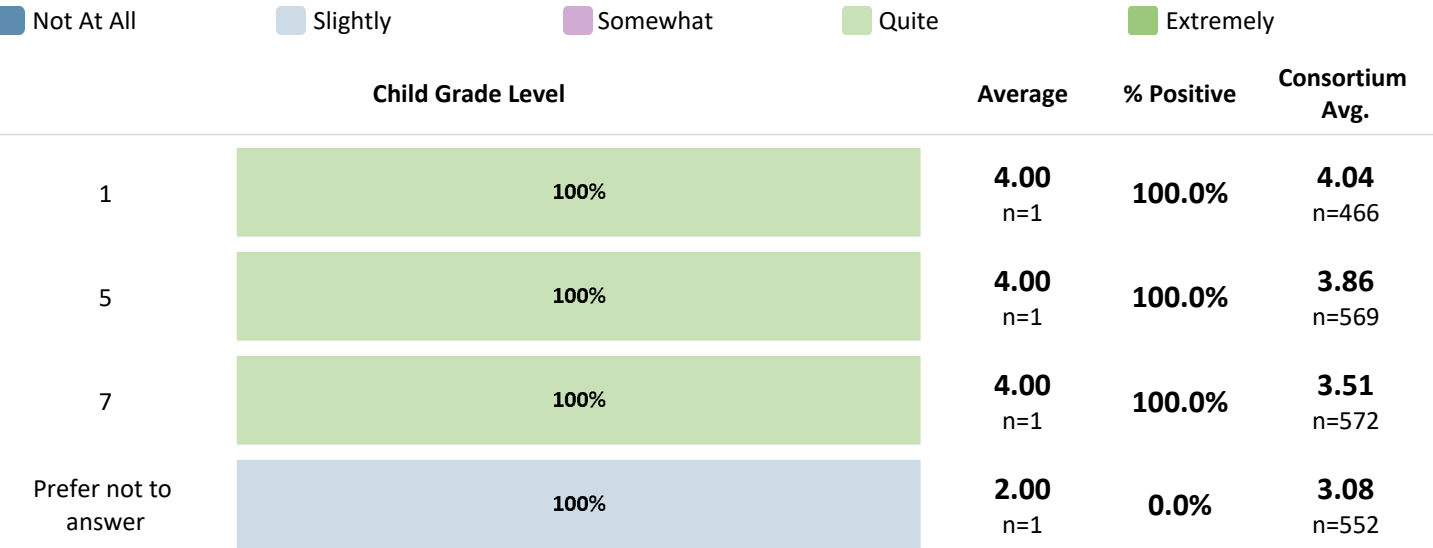 Not At All Slightly Somewhat Quite Extremely
Child Grade Level Average % Positive Consortium Avg.
1 100% 4.00 n=1 100.0% 4.04 n=466
5 100% 4.00 n=1 100.0% 3.86 n=569
7 100% 4.00 n=1 100.0% 3.51 n=572
Prefer not to answer 100% 2.00 n=1 0.0% 3.08 n=552